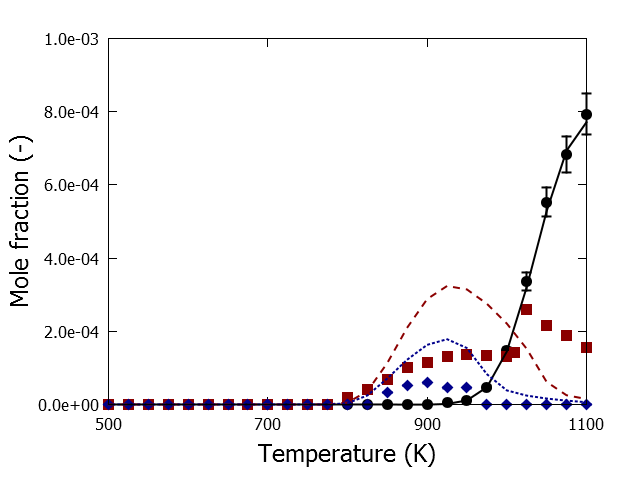 1.0e-03
8.0e-04
6.0e-04
4.0e-04
2.0e-04
0.0e+00
Mole fraction (-)
500 700 900 1100
Temperature (K)